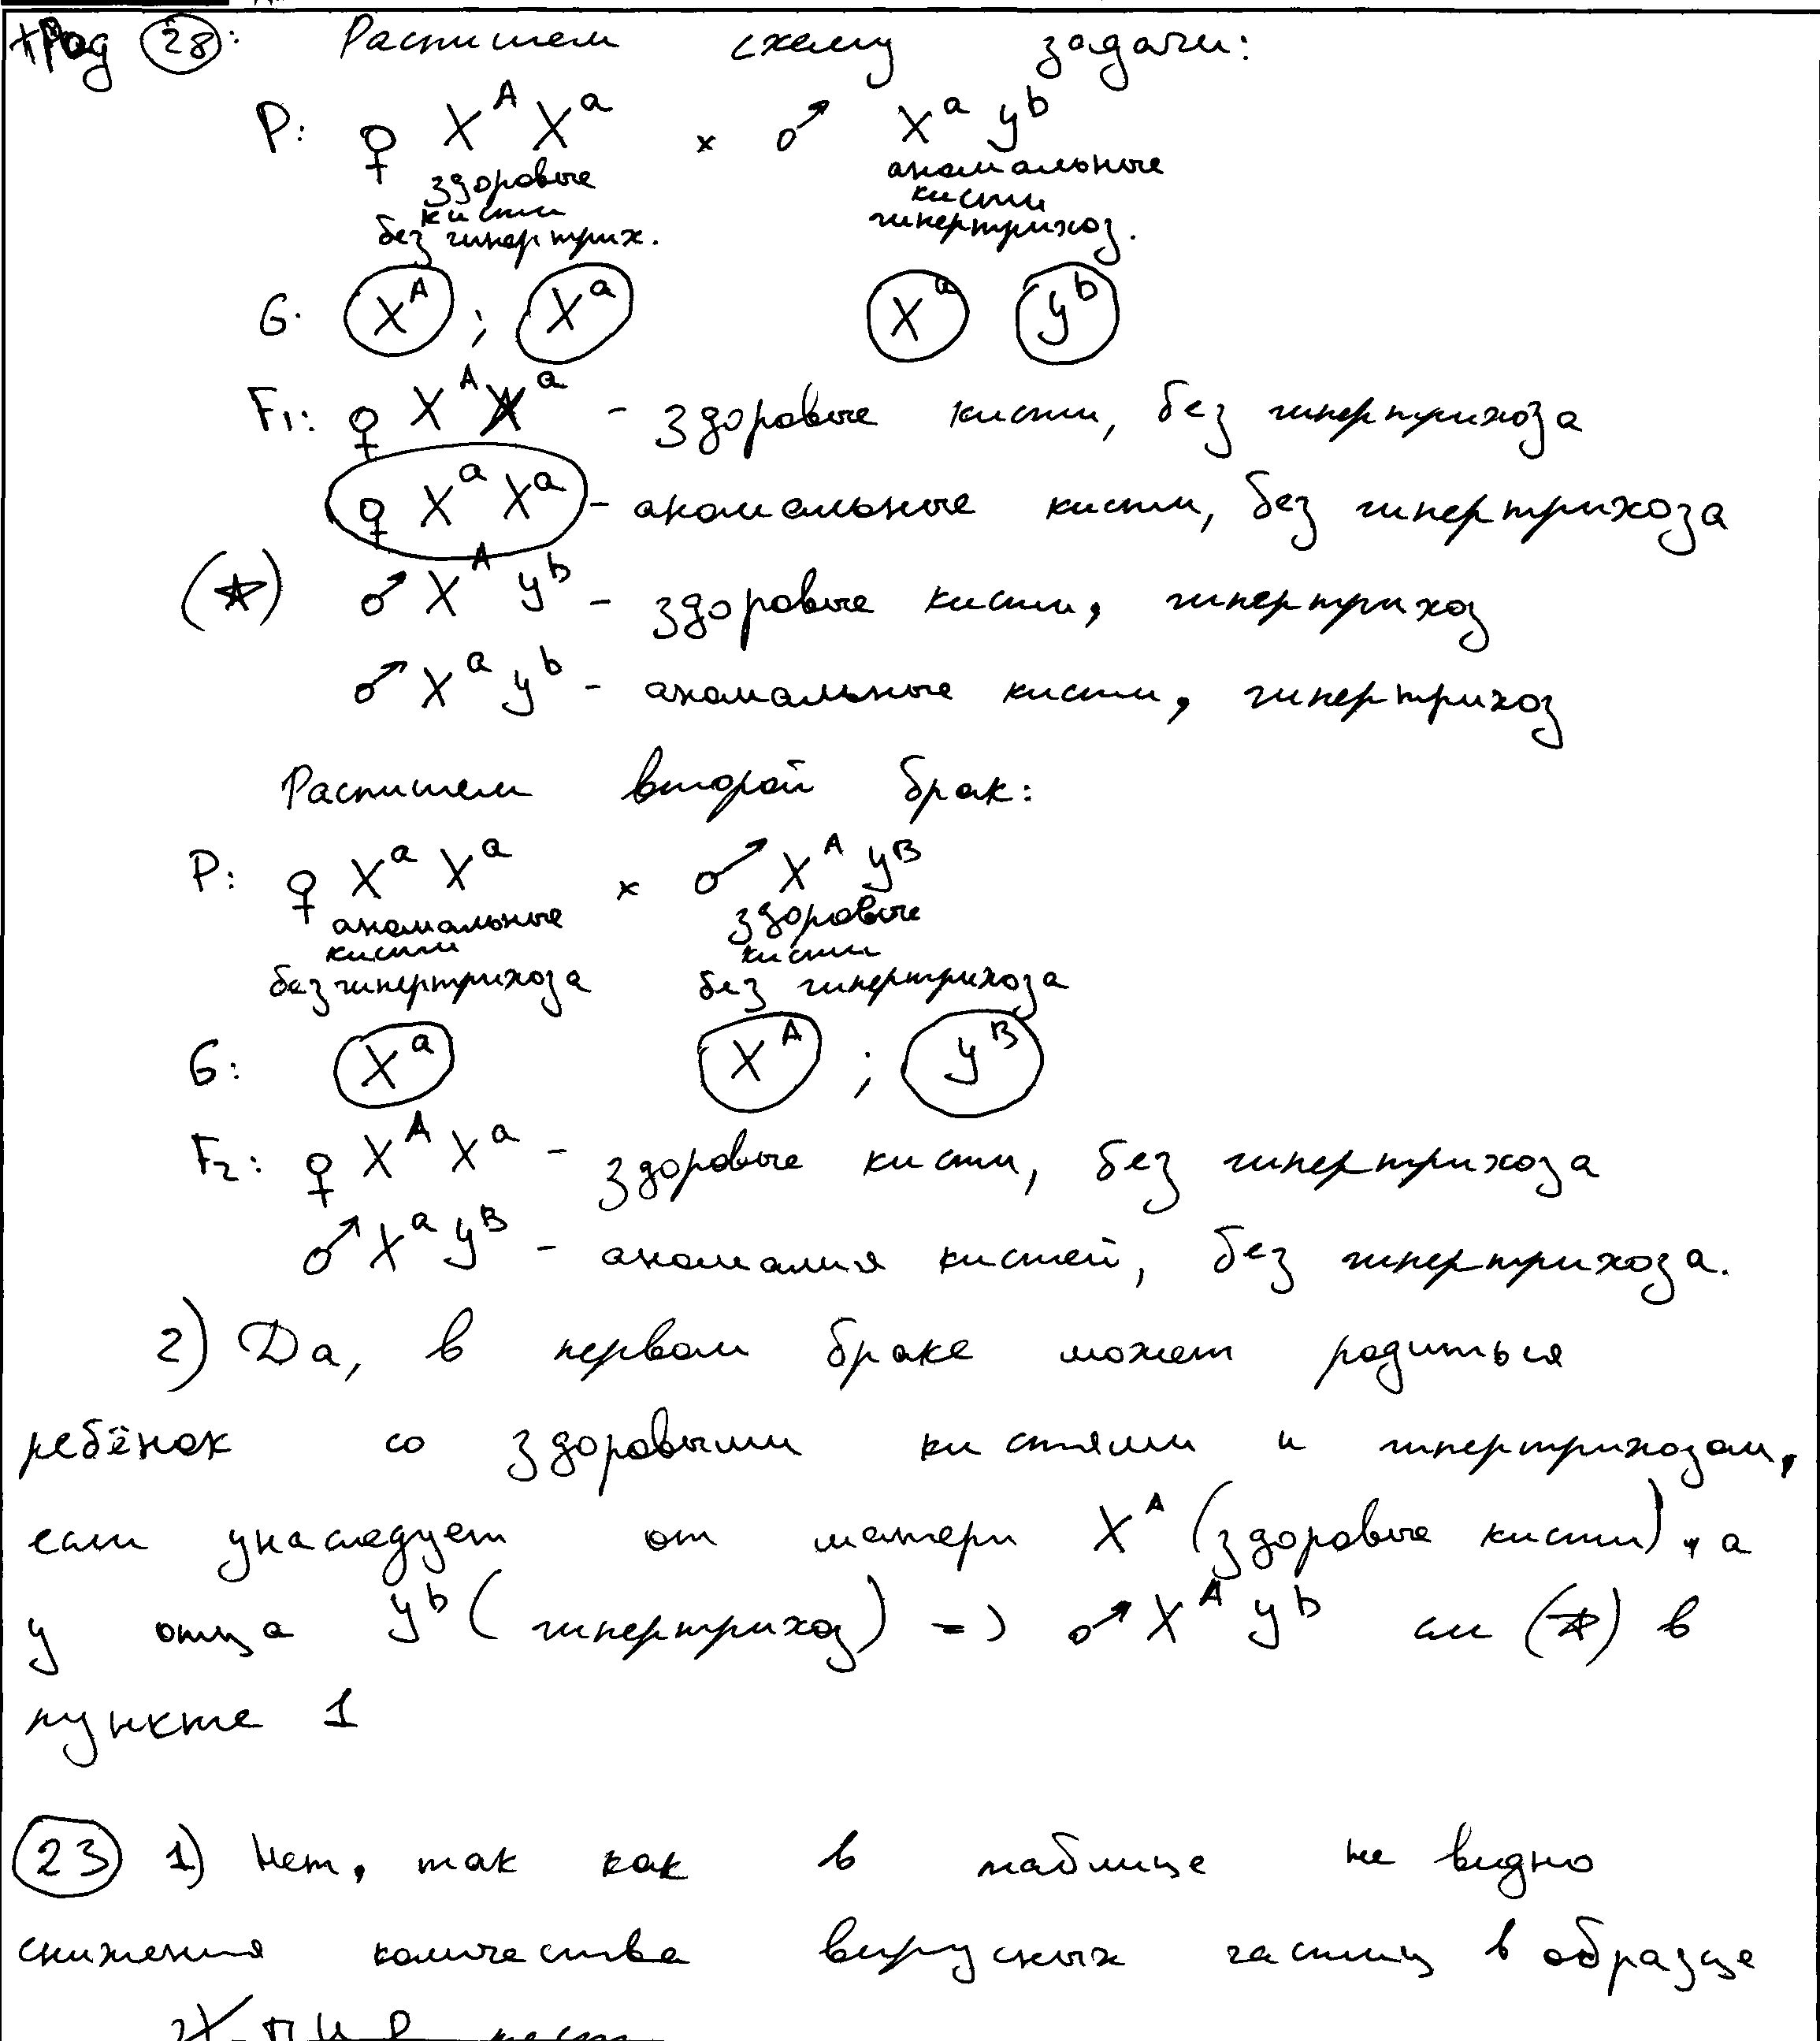 (28): Распишем схему задачи:
P: ♀ X^A X^a × ♂ X^a y^b
здоровые кисти без гипертрих. аномальные кисти гипертрихоз.
G. (X^A) ; (X^a) (X^a) (y^b)
F1: ♀ X^A X^a - здоровые кисти, без гипертрихоза
♀ X^a X^a - аномальные кисти, без гипертрихоза
(☆) ♂ X^A y^b - здоровые кисти, гипертрихоз
♂ X^a y^b - аномальные кисти, гипертрихоз
Распишем второй брак:
P: ♀ X^a X^a × ♂ X^A y^B
аномальные кисти без гипертрихоза здоровые кисти без гипертрихоза
G: (X^a) (X^A) ; (y^B)
F2: ♀ X^A X^a - здоровые кисти, без гипертрихоза
♂ X^a y^B - аномалия кистей, без гипертрихоза.
2) Да, в первом браке может родиться
ребёнок со здоровыми кистями и гипертрихозом,
если унаследует от матери X^A (здоровые кисти), а
у отца y^b (гипертрихоз) => ♂ X^A y^b см (☆) в
пункте 1
(23) 1) Нет, так как в таблице не видно
снижения количества вирусных частиц в образце